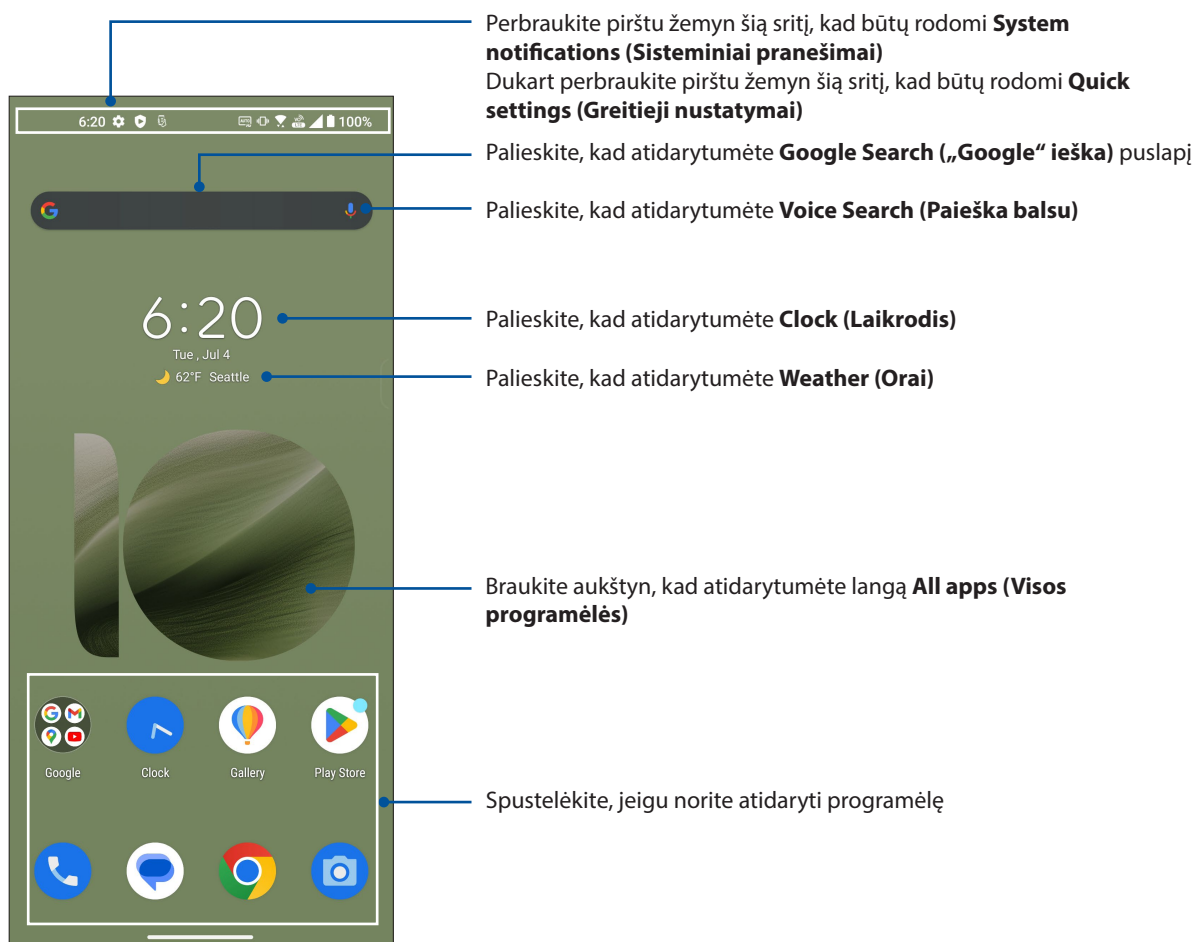 Perbraukite pirštu žemyn šią sritį, kad būtų rodomi System
notifications (Sisteminiai pranešimai)
Dukart perbraukite pirštu žemyn šią sritį, kad būtų rodomi Quick
settings (Greitieji nustatymai)
6:20 100%
Palieskite, kad atidarytumėte Google Search („Google“ ieška) puslapį
Palieskite, kad atidarytumėte Voice Search (Paieška balsu)
6:20
Palieskite, kad atidarytumėte Clock (Laikrodis)
Tue , Jul 4
62°F Seattle
Palieskite, kad atidarytumėte Weather (Orai)
Braukite aukštyn, kad atidarytumėte langą All apps (Visos
programėlės)
Google Clock Gallery Play Store
Spustelėkite, jeigu norite atidaryti programėlę